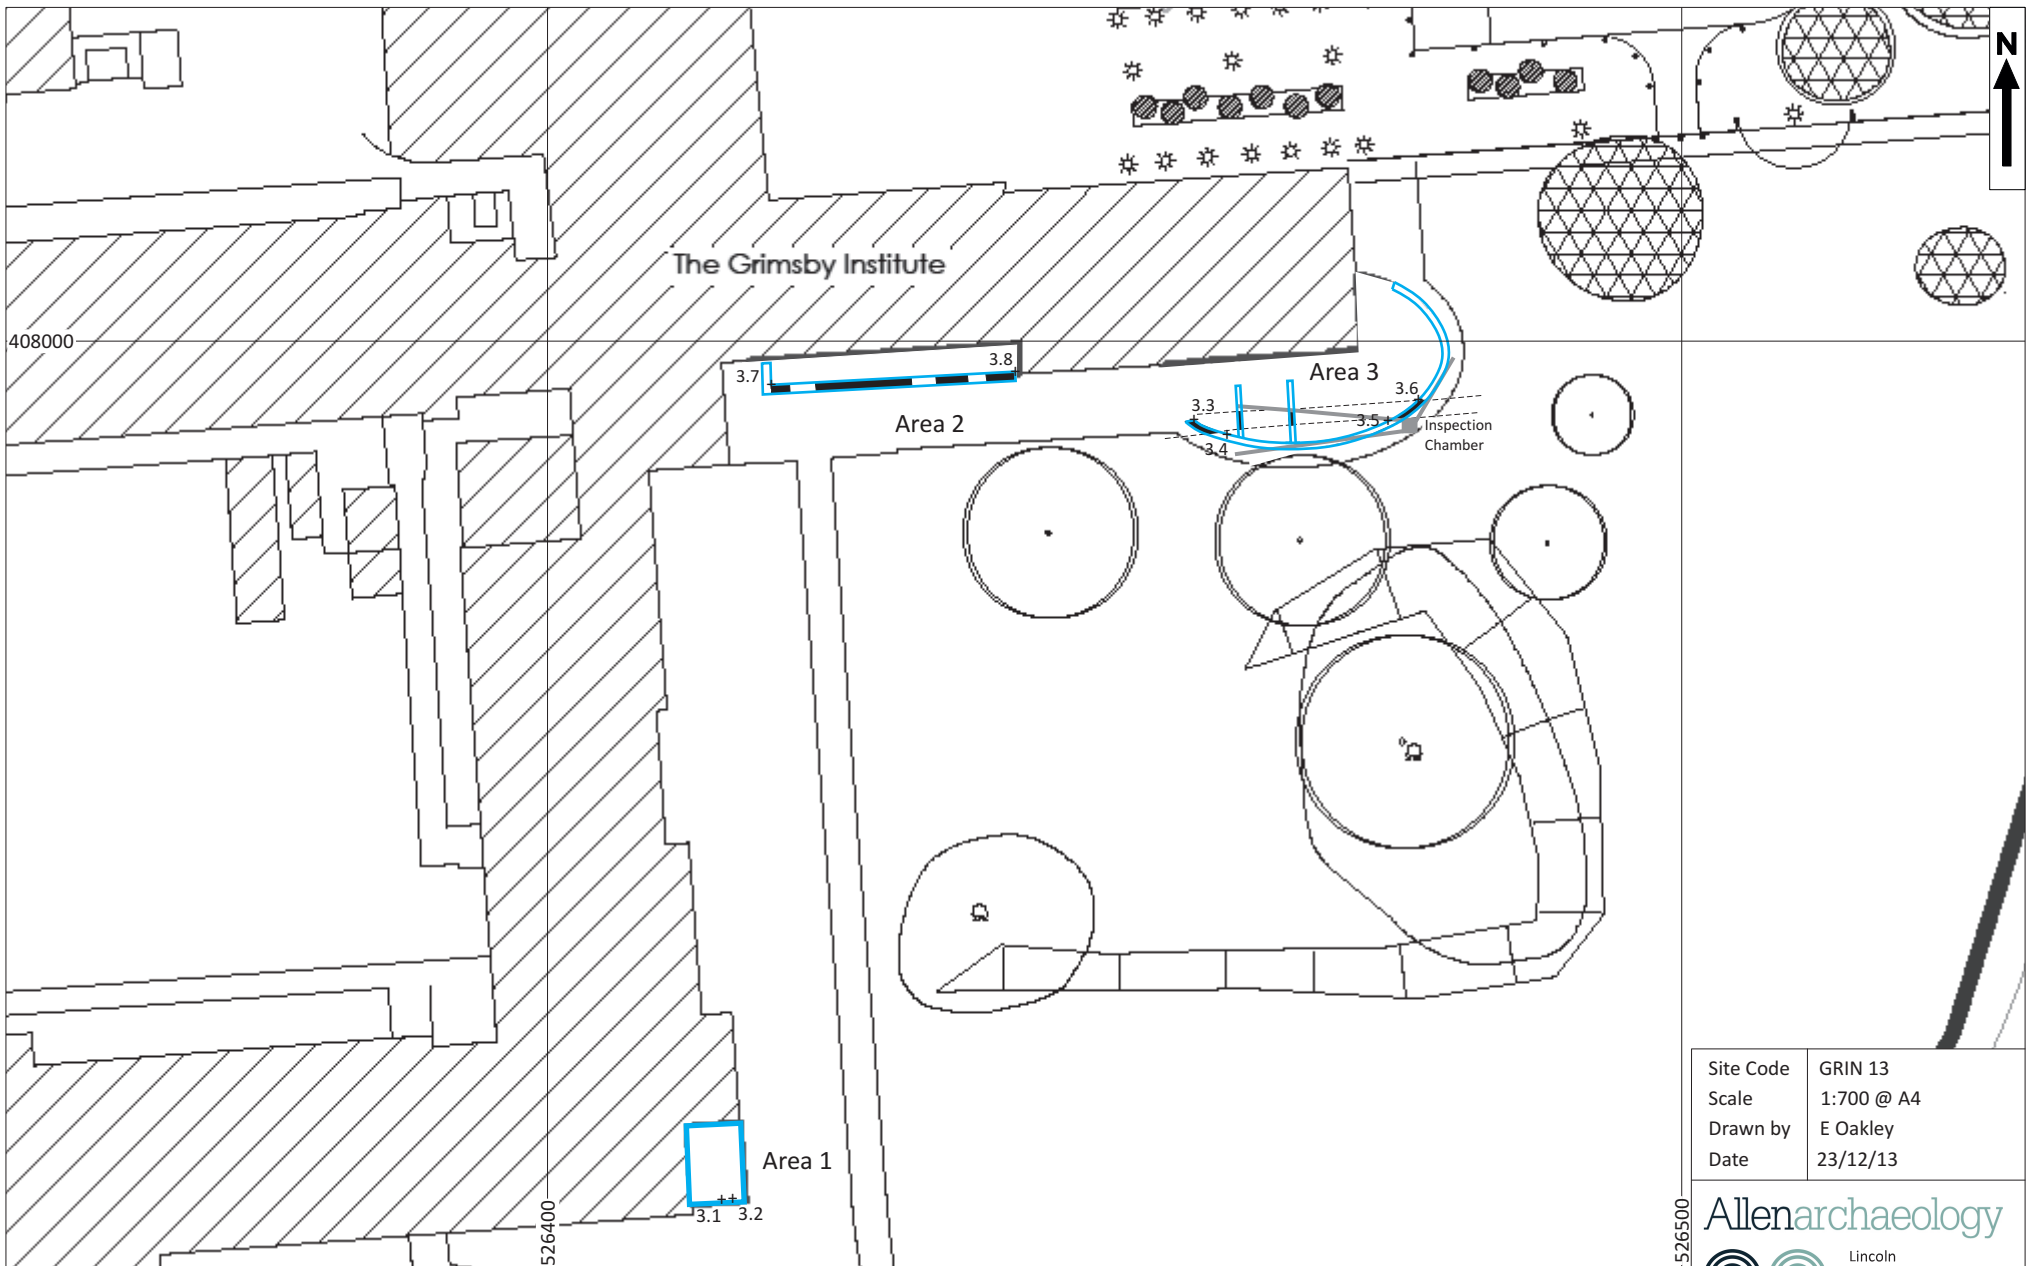 N
The Grimsby Institute
408000
3.8
3.7
Area 3
3.6
3.3
Area 2
3.5
Inspection
Chamber
3.4
Site Code GRIN 13
Scale 1:700 @ A4
Drawn by E Oakley
Date 23/12/13
Area 1
3.1 3.2
526400
526500
Allenarchaeology
Lincoln